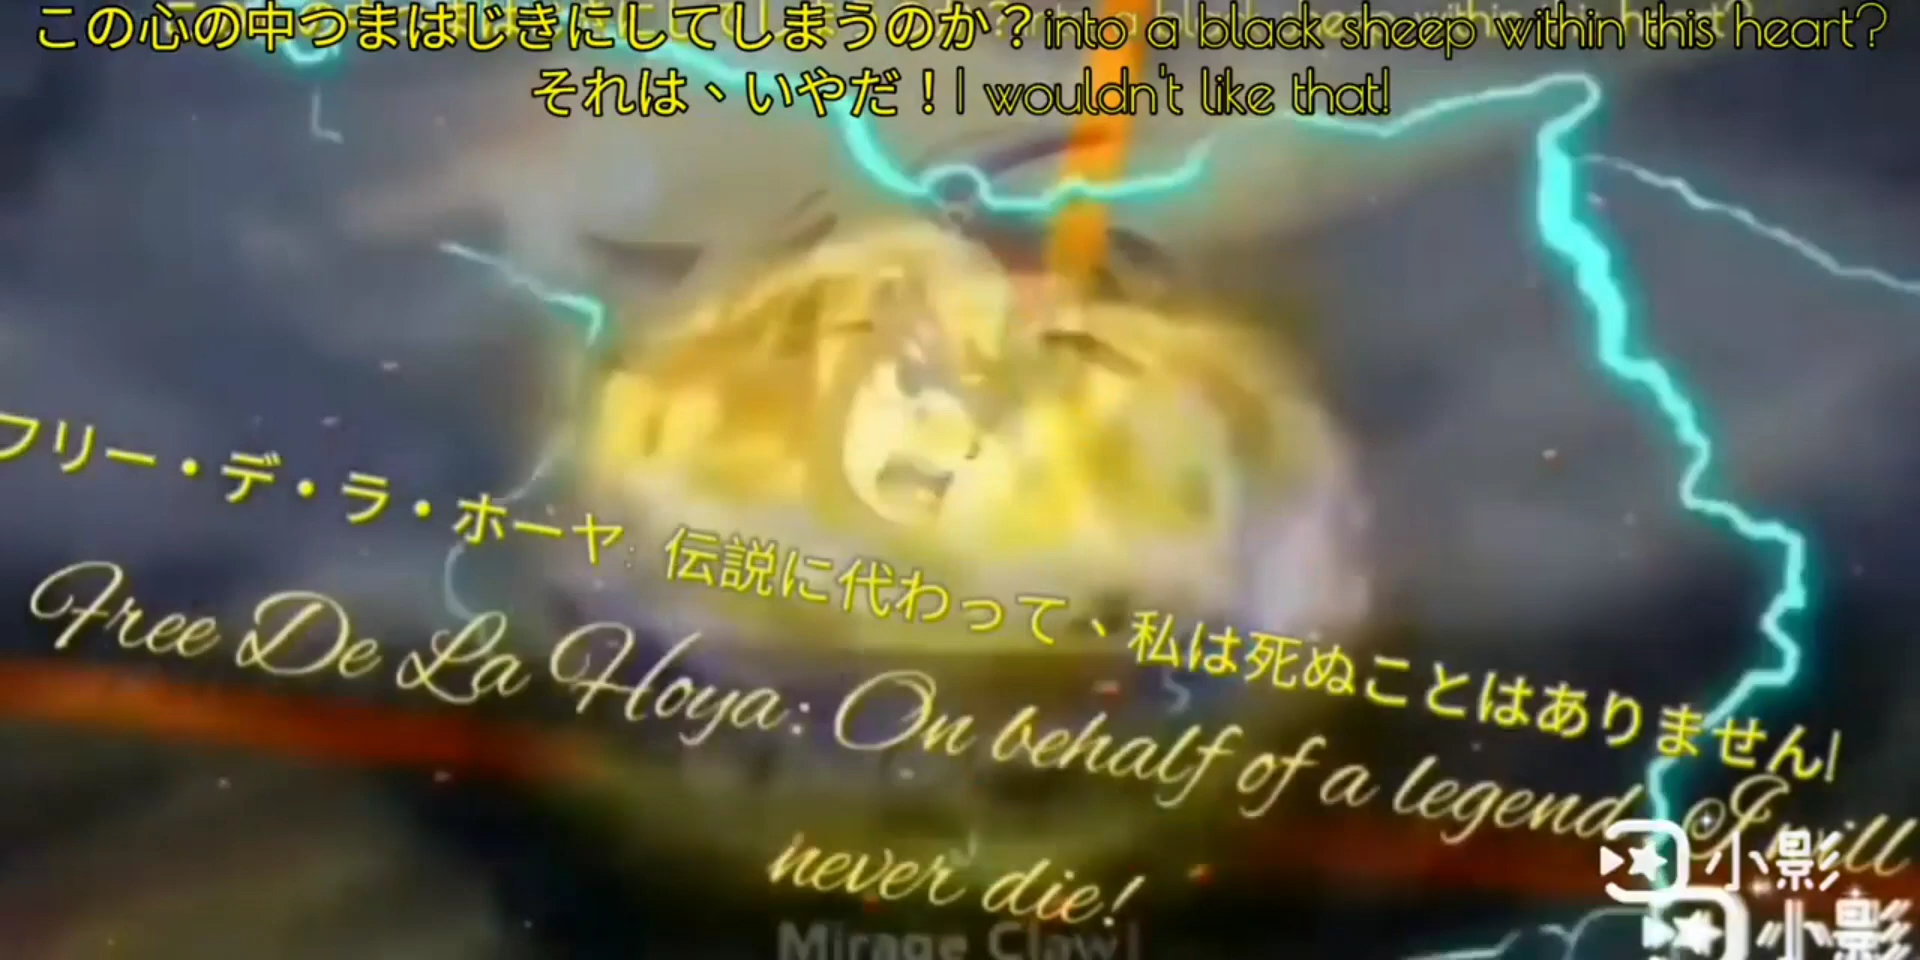 この心の中つまはじきにしてしまうのか？into a black sheep within this heart?
それは、いやだ！I wouldn't like that!
フリー・デ・ラ・ホーヤ: 伝説に代わって、私は死ぬことはありません!
Free De La Hoya: On behalf of a legend, I will
never die!
Mirage Claw!
小影
小影